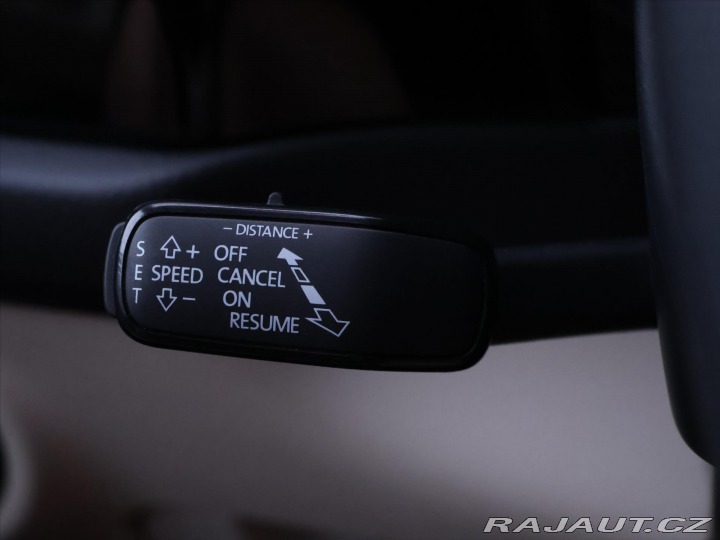 - DISTANCE +
S + OFF
E SPEED CANCEL
T - ON
RESUME
RAJAUT.CZ